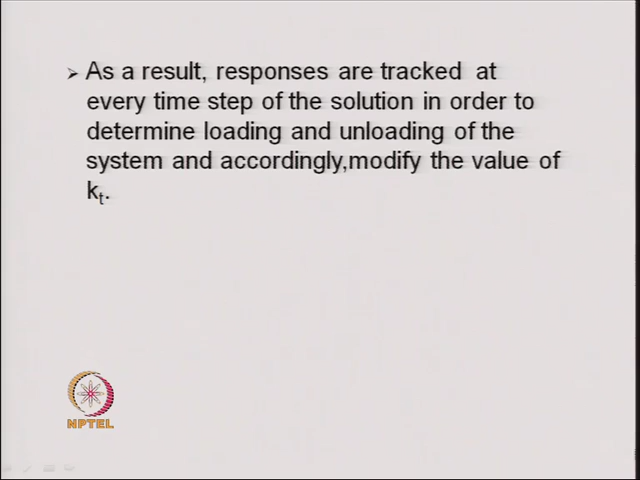 ➤ As a result, responses are tracked at
every time step of the solution in order to
determine loading and unloading of the
system and accordingly,modify the value of
kₜ.
NPTEL